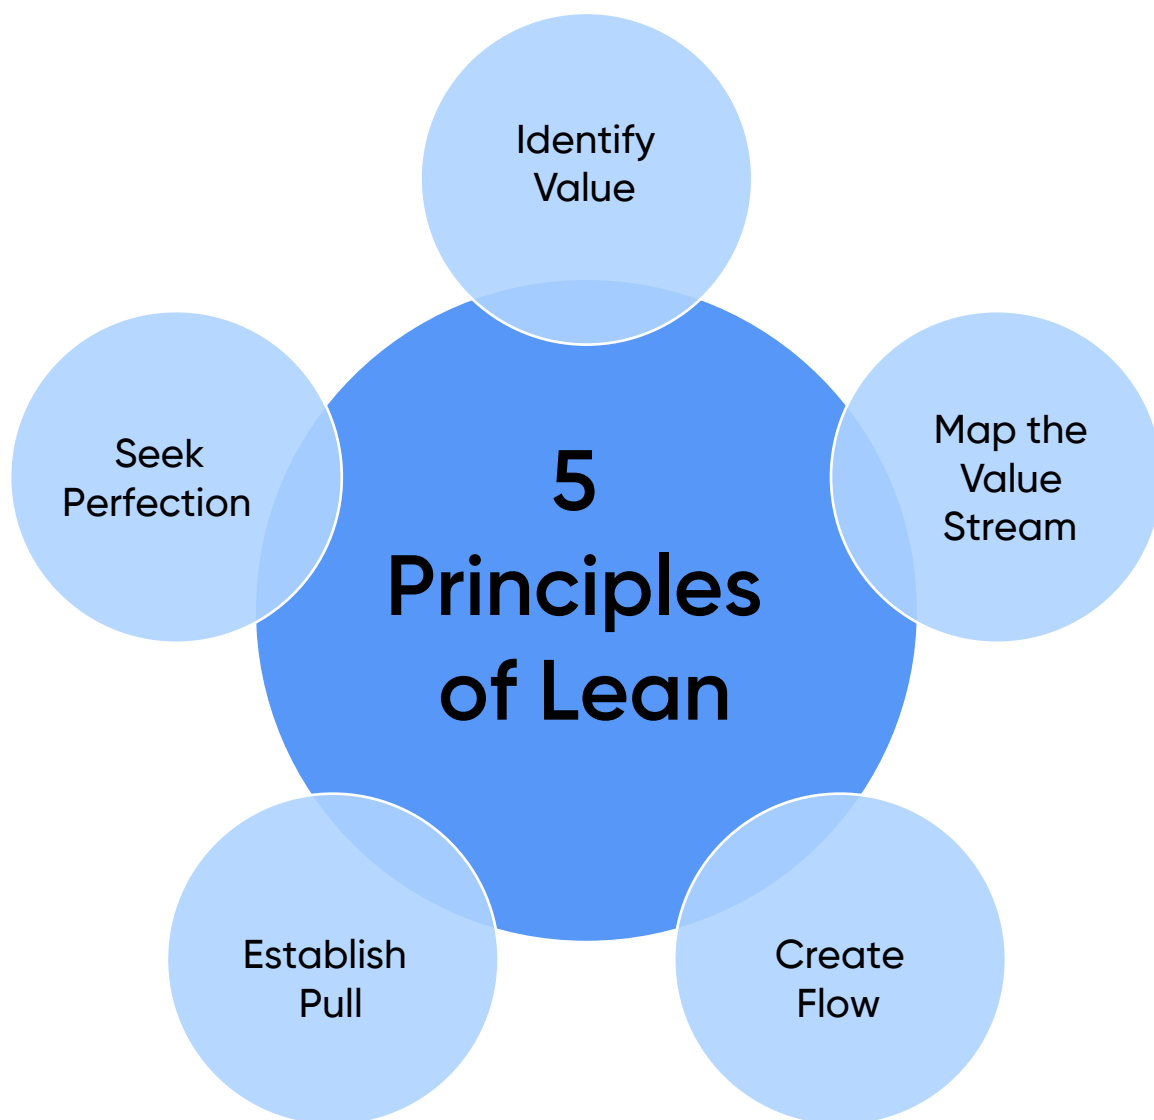 Identify
Value
Map the
Value
Stream
Seek
Perfection
5
Principles
of Lean
Establish
Pull
Create
Flow